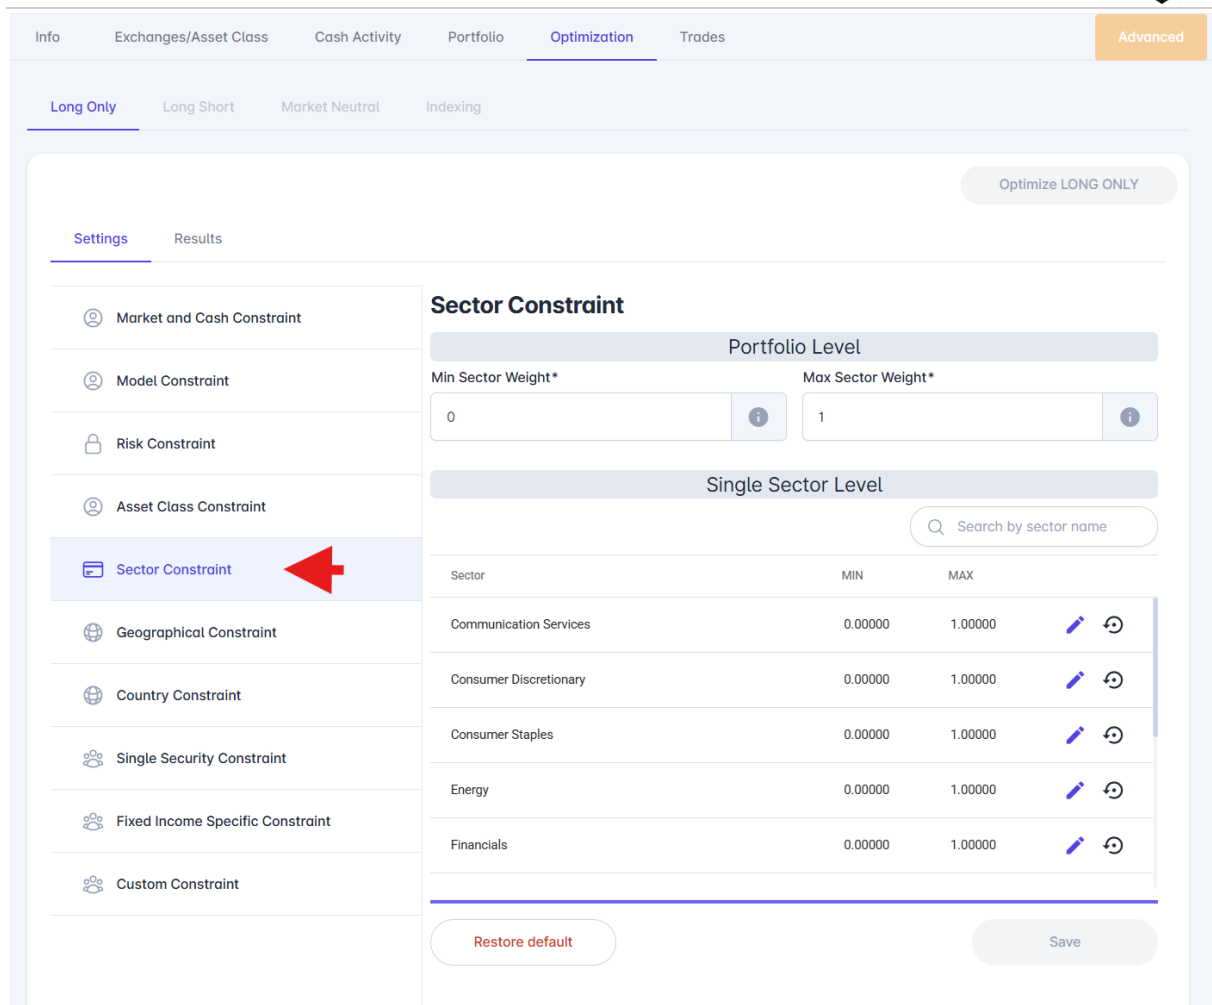 Info Exchanges/Asset Class Cash Activity Portfolio Optimization Trades Advanced
Long Only Long Short Market Neutral Indexing
Optimize LONG ONLY
Settings Results
Market and Cash Constraint
Model Constraint
Risk Constraint
Asset Class Constraint
Sector Constraint
Geographical Constraint
Country Constraint
Single Security Constraint
Fixed Income Specific Constraint
Custom Constraint
Sector Constraint
Portfolio Level
Min Sector Weight* Max Sector Weight*
0 1
Single Sector Level
Search by sector name
Sector MIN MAX
Communication Services 0.00000 1.00000
Consumer Discretionary 0.00000 1.00000
Consumer Staples 0.00000 1.00000
Energy 0.00000 1.00000
Financials 0.00000 1.00000
Restore default Save